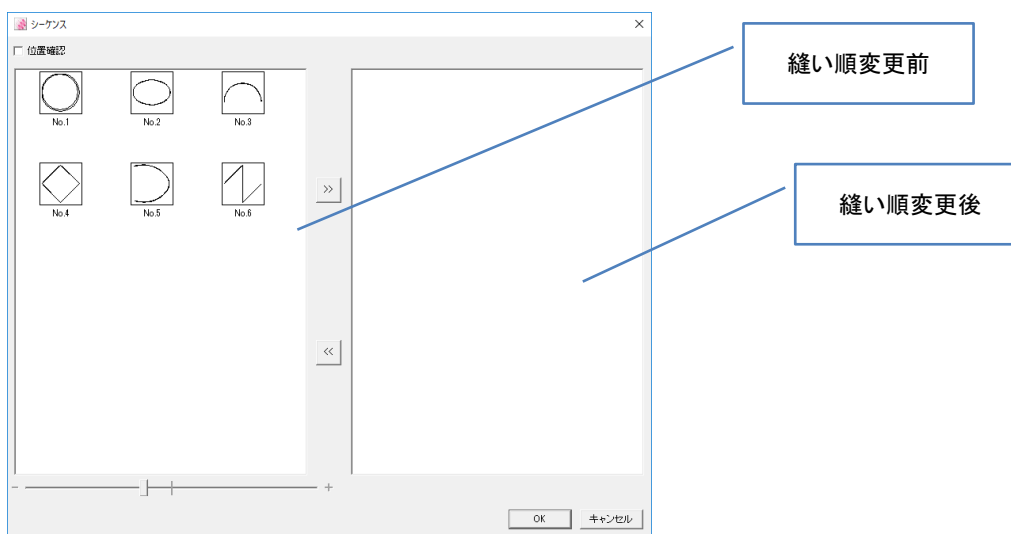 シーケンス
位置確認
No.1
No.2
No.3
No.4
No.5
No.6
>>
<<
- +
OK
キャンセル
縫い順変更前
縫い順変更後